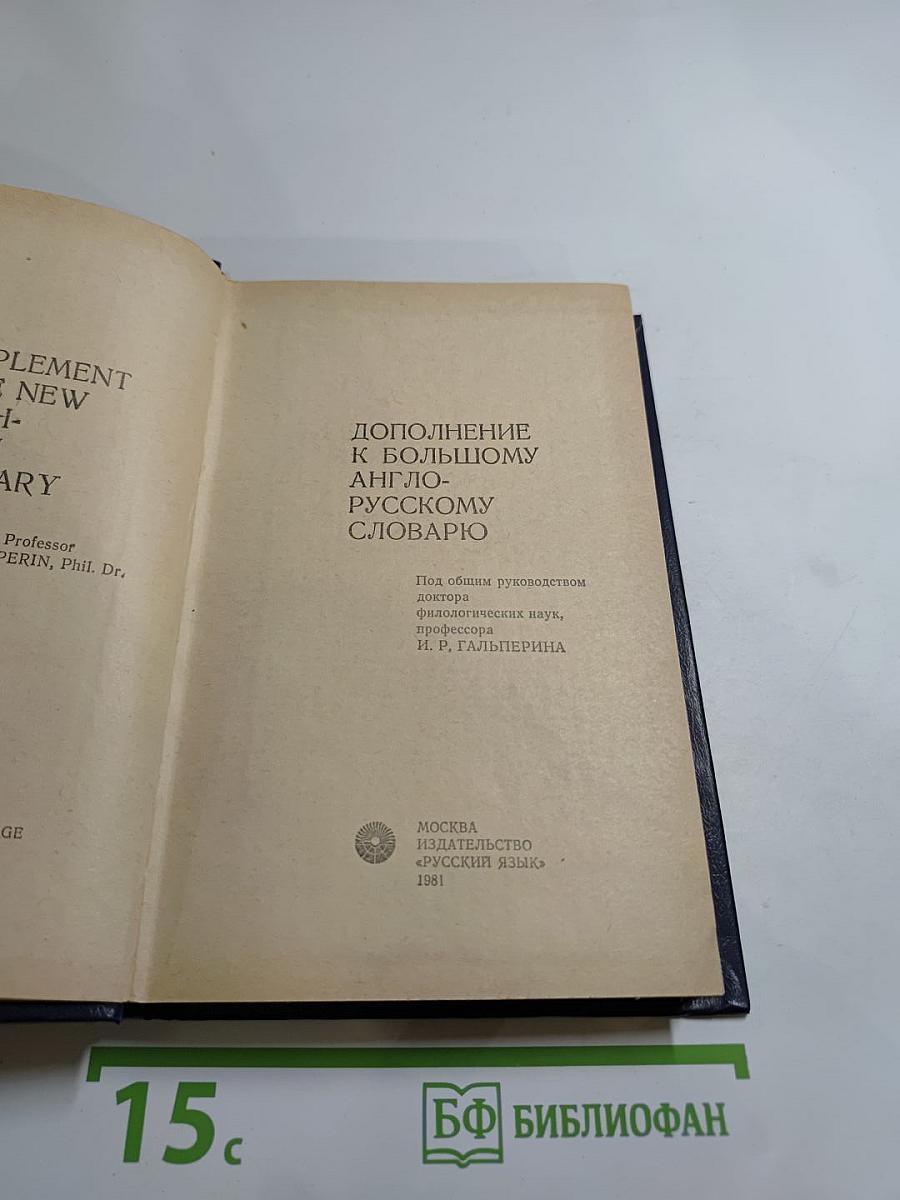 PLEMENT
NEW
H-
ARY
Professor
PERIN, Phil. Dr.
GE
ДОПОЛНЕНИЕ
К БОЛЬШОМУ
АНГЛО-
РУССКОМУ
СЛОВАРЮ
Под общим руководством
доктора
филологических наук,
профессора
И. Р. ГАЛЬПЕРИНА
МОСКВА
ИЗДАТЕЛЬСТВО
«РУССКИЙ ЯЗЫК»
1981
15 с
БФ БИБЛИОФАН